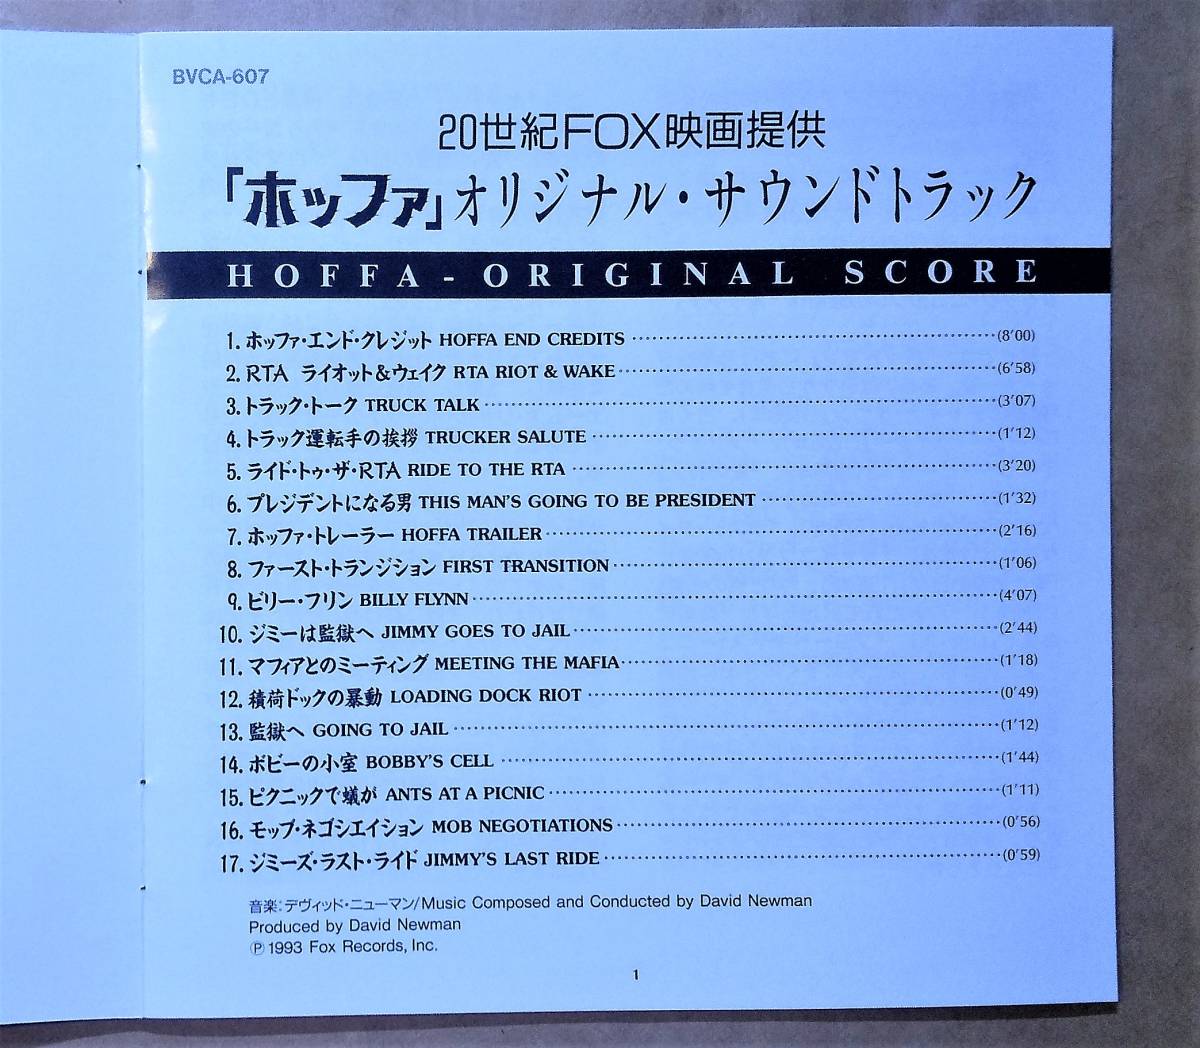 BVCA-607
20世紀FOX映画提供
「ホッファ」オリジナル・サウンドトラック
HOFFA - ORIGINAL SCORE
1. ホッファ・エンド・クレジット HOFFA END CREDITS ……………(8'00)
2. RTA ライオット&ウェイク RTA RIOT & WAKE ……………(6'58)
3. トラック・トーク TRUCK TALK ……………(3'07)
4. トラック運転手の挨拶 TRUCKER SALUTE ……………(1'12)
5. ライド・トゥ・ザ・RTA RIDE TO THE RTA ……………(3'20)
6. プレジデントになる男 THIS MAN'S GOING TO BE PRESIDENT ……………(1'32)
7. ホッファ・トレーラー HOFFA TRAILER ……………(2'16)
8. ファースト・トランジション FIRST TRANSITION ……………(1'06)
9. ビリー・フリン BILLY FLYNN ……………(4'07)
10. ジミーは監獄へ JIMMY GOES TO JAIL ……………(2'44)
11. マフィアとのミーティング MEETING THE MAFIA ……………(1'18)
12. 積荷ドックの暴動 LOADING DOCK RIOT ……………(0'49)
13. 監獄へ GOING TO JAIL ……………(1'12)
14. ボビーの小室 BOBBY'S CELL ……………(1'44)
15. ピクニックで蟻が ANTS AT A PICNIC ……………(1'11)
16. モッブ・ネゴシエイション MOB NEGOTIATIONS ……………(0'56)
17. ジミーズ・ラスト・ライド JIMMY'S LAST RIDE ……………(0'59)
音楽:デヴィッド・ニューマン/Music Composed and Conducted by David Newman
Produced by David Newman
Ⓟ 1993 Fox Records, Inc.
1